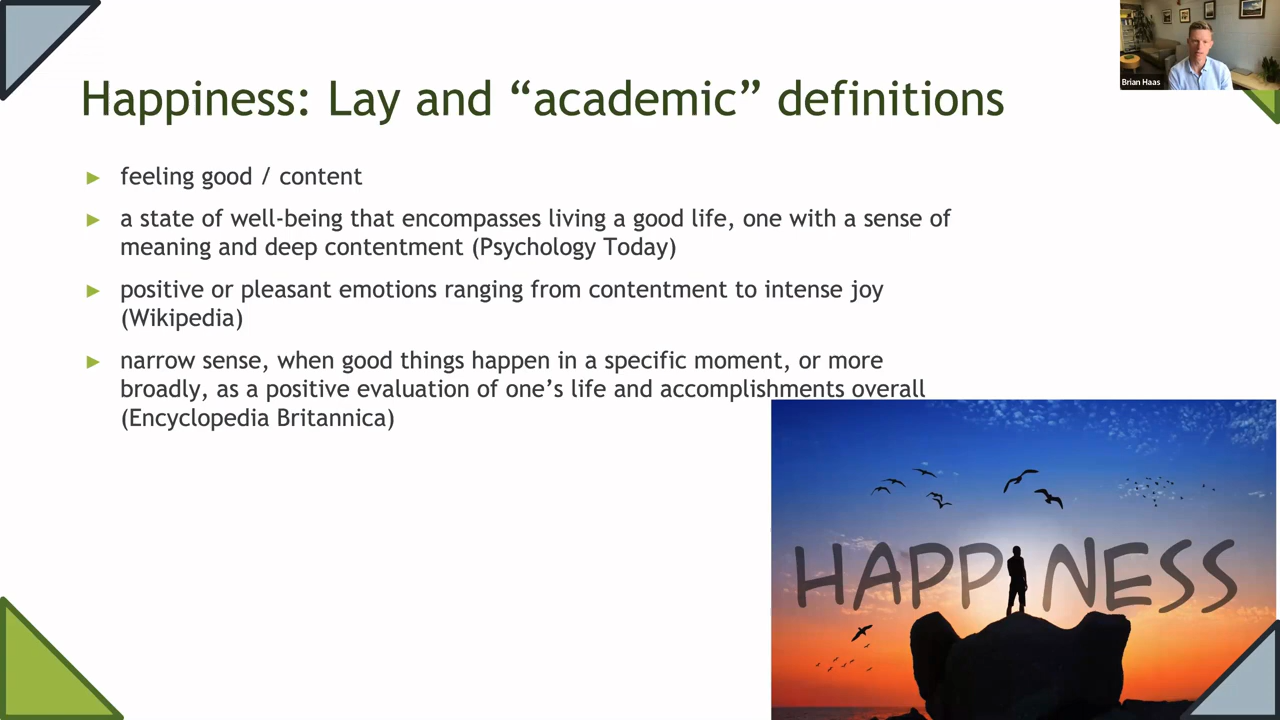 Happiness: Lay and “academic” definitions
Brian Haas
► feeling good / content
► a state of well-being that encompasses living a good life, one with a sense of
meaning and deep contentment (Psychology Today)
► positive or pleasant emotions ranging from contentment to intense joy
(Wikipedia)
► narrow sense, when good things happen in a specific moment, or more
broadly, as a positive evaluation of one’s life and accomplishments overall
(Encyclopedia Britannica)
HAPPINESS